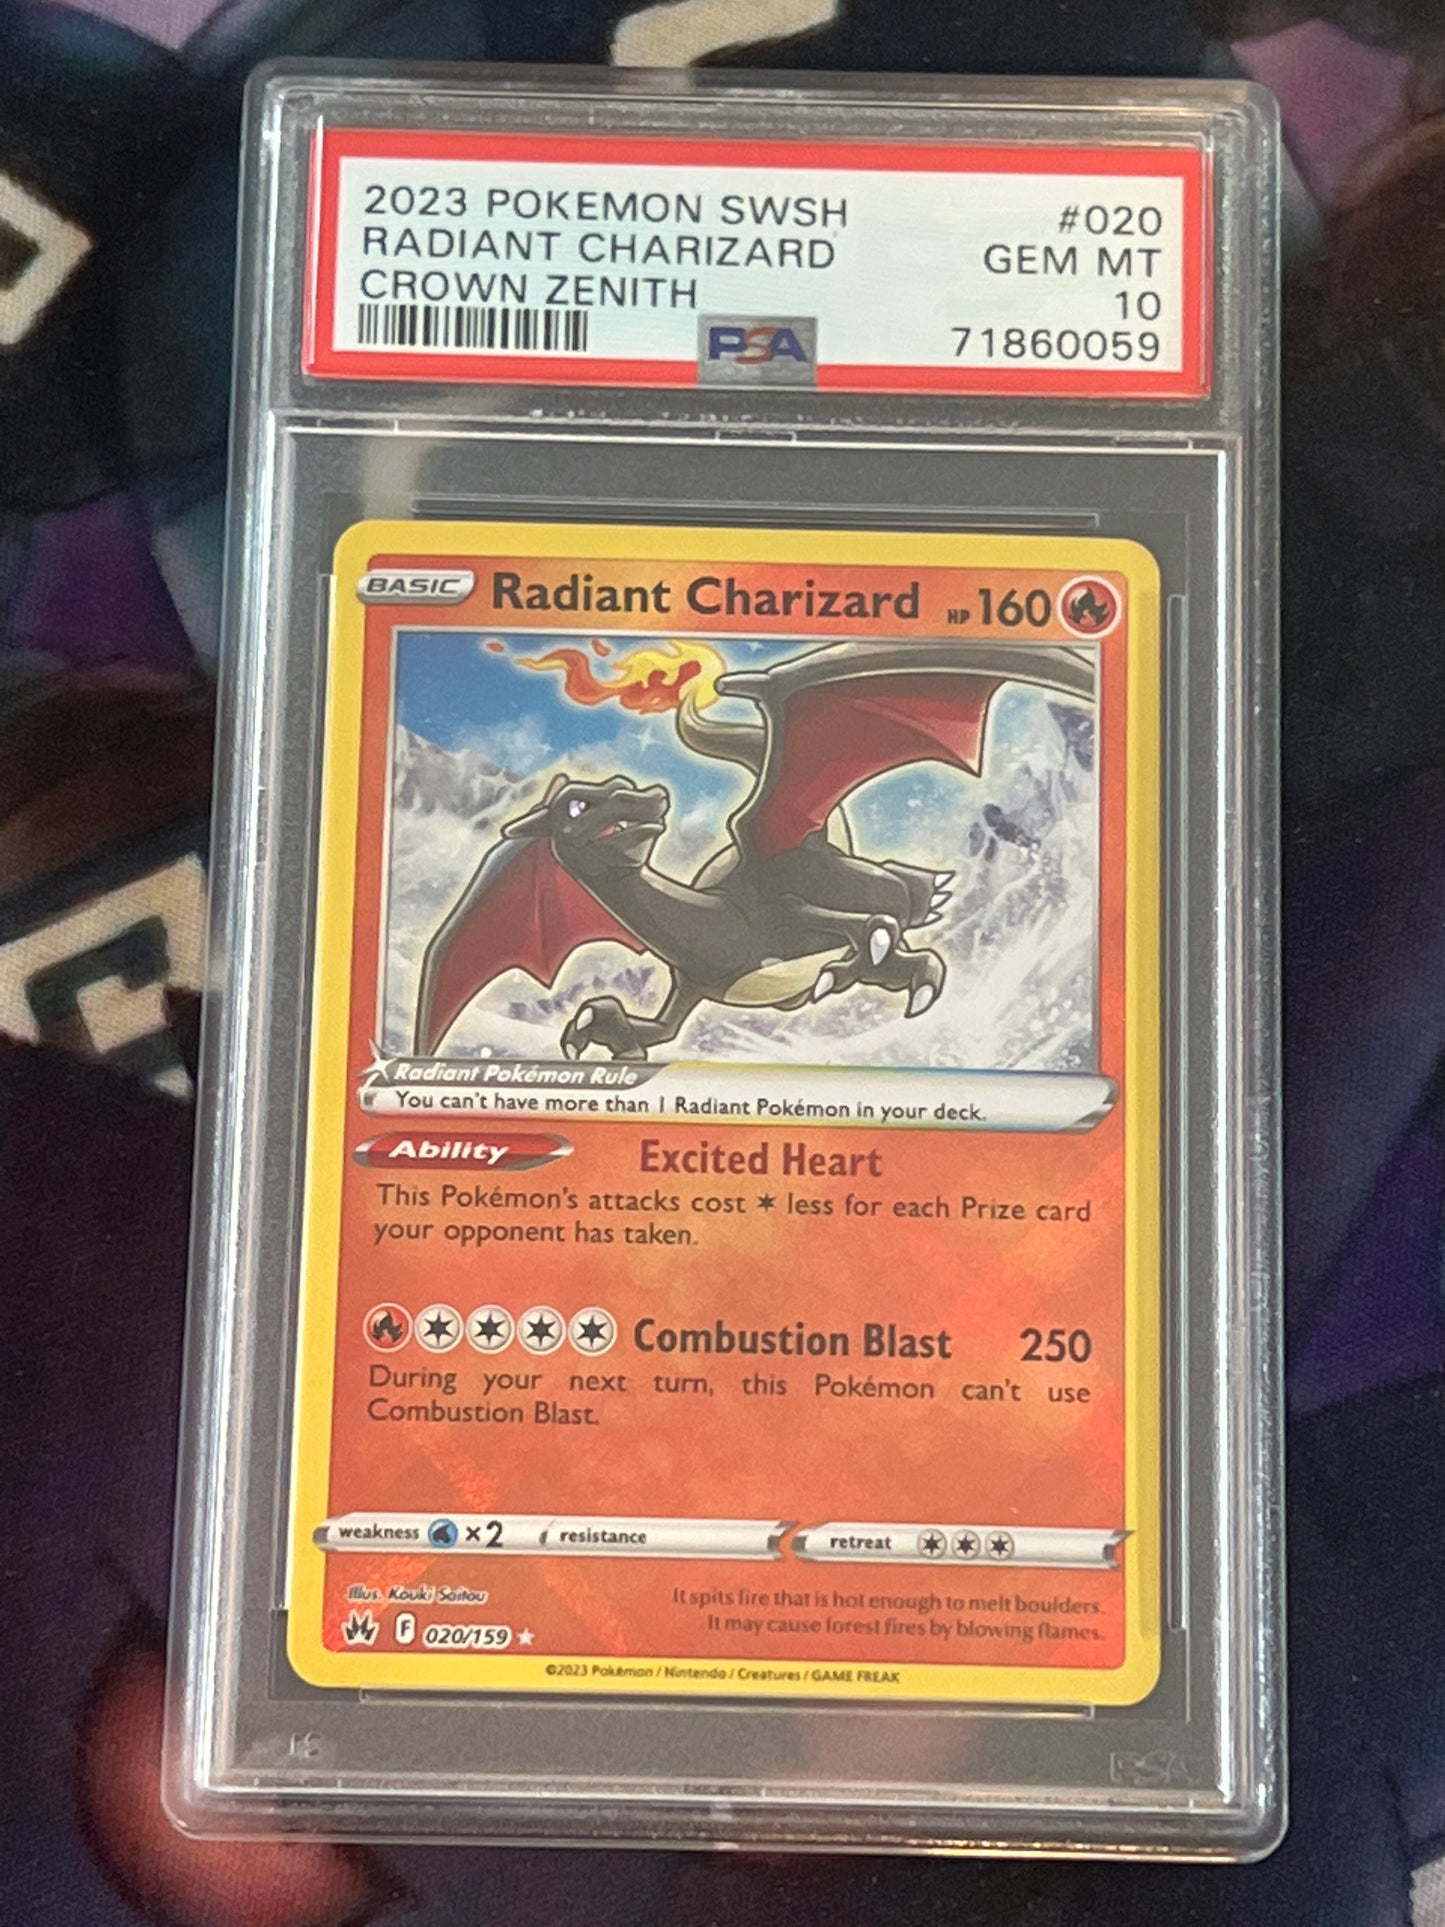 2023 POKEMON SWSH #020
RADIANT CHARIZARD GEM MT
CROWN ZENITH 10
PSA 71860059
BASIC Radiant Charizard HP 160
Radiant Pokémon Rule
You can't have more than 1 Radiant Pokémon in your deck.
Ability Excited Heart
This Pokémon's attacks cost ✶ less for each Prize card
your opponent has taken.
Combustion Blast 250
During your next turn, this Pokémon can't use
Combustion Blast.
weakness ×2 resistance retreat
Illus. Kouki Saitou
It spits fire that is hot enough to melt boulders.
It may cause forest fires by blowing flames.
F 020/159
©2023 Pokémon / Nintendo / Creatures / GAME FREAK
PSA